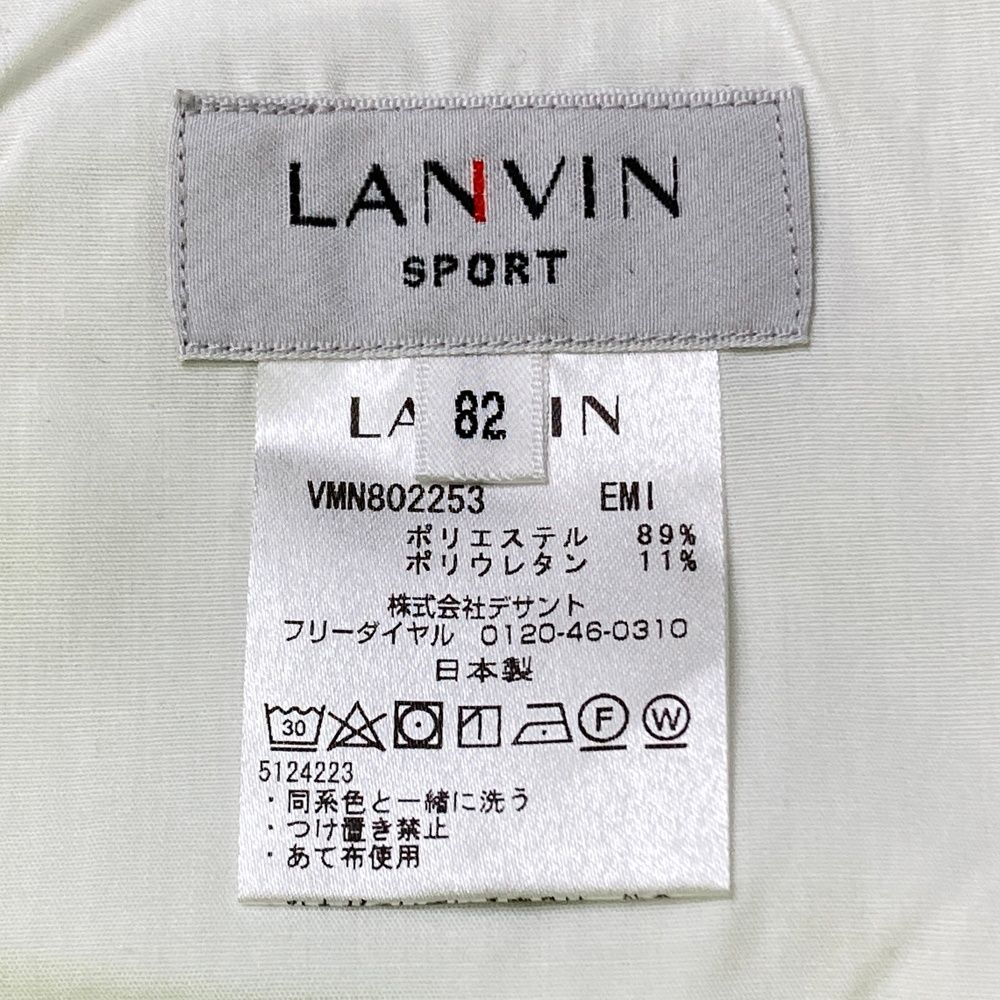 LANVIN
SPORT
82
LA IN
VMN802253 EMI
ポリエステル 89%
ポリウレタン 11%
株式会社デサント
フリーダイヤル 0120-46-0310
日本製
30 F W
5124223
・同系色と一緒に洗う
・つけ置き禁止
・あて布使用